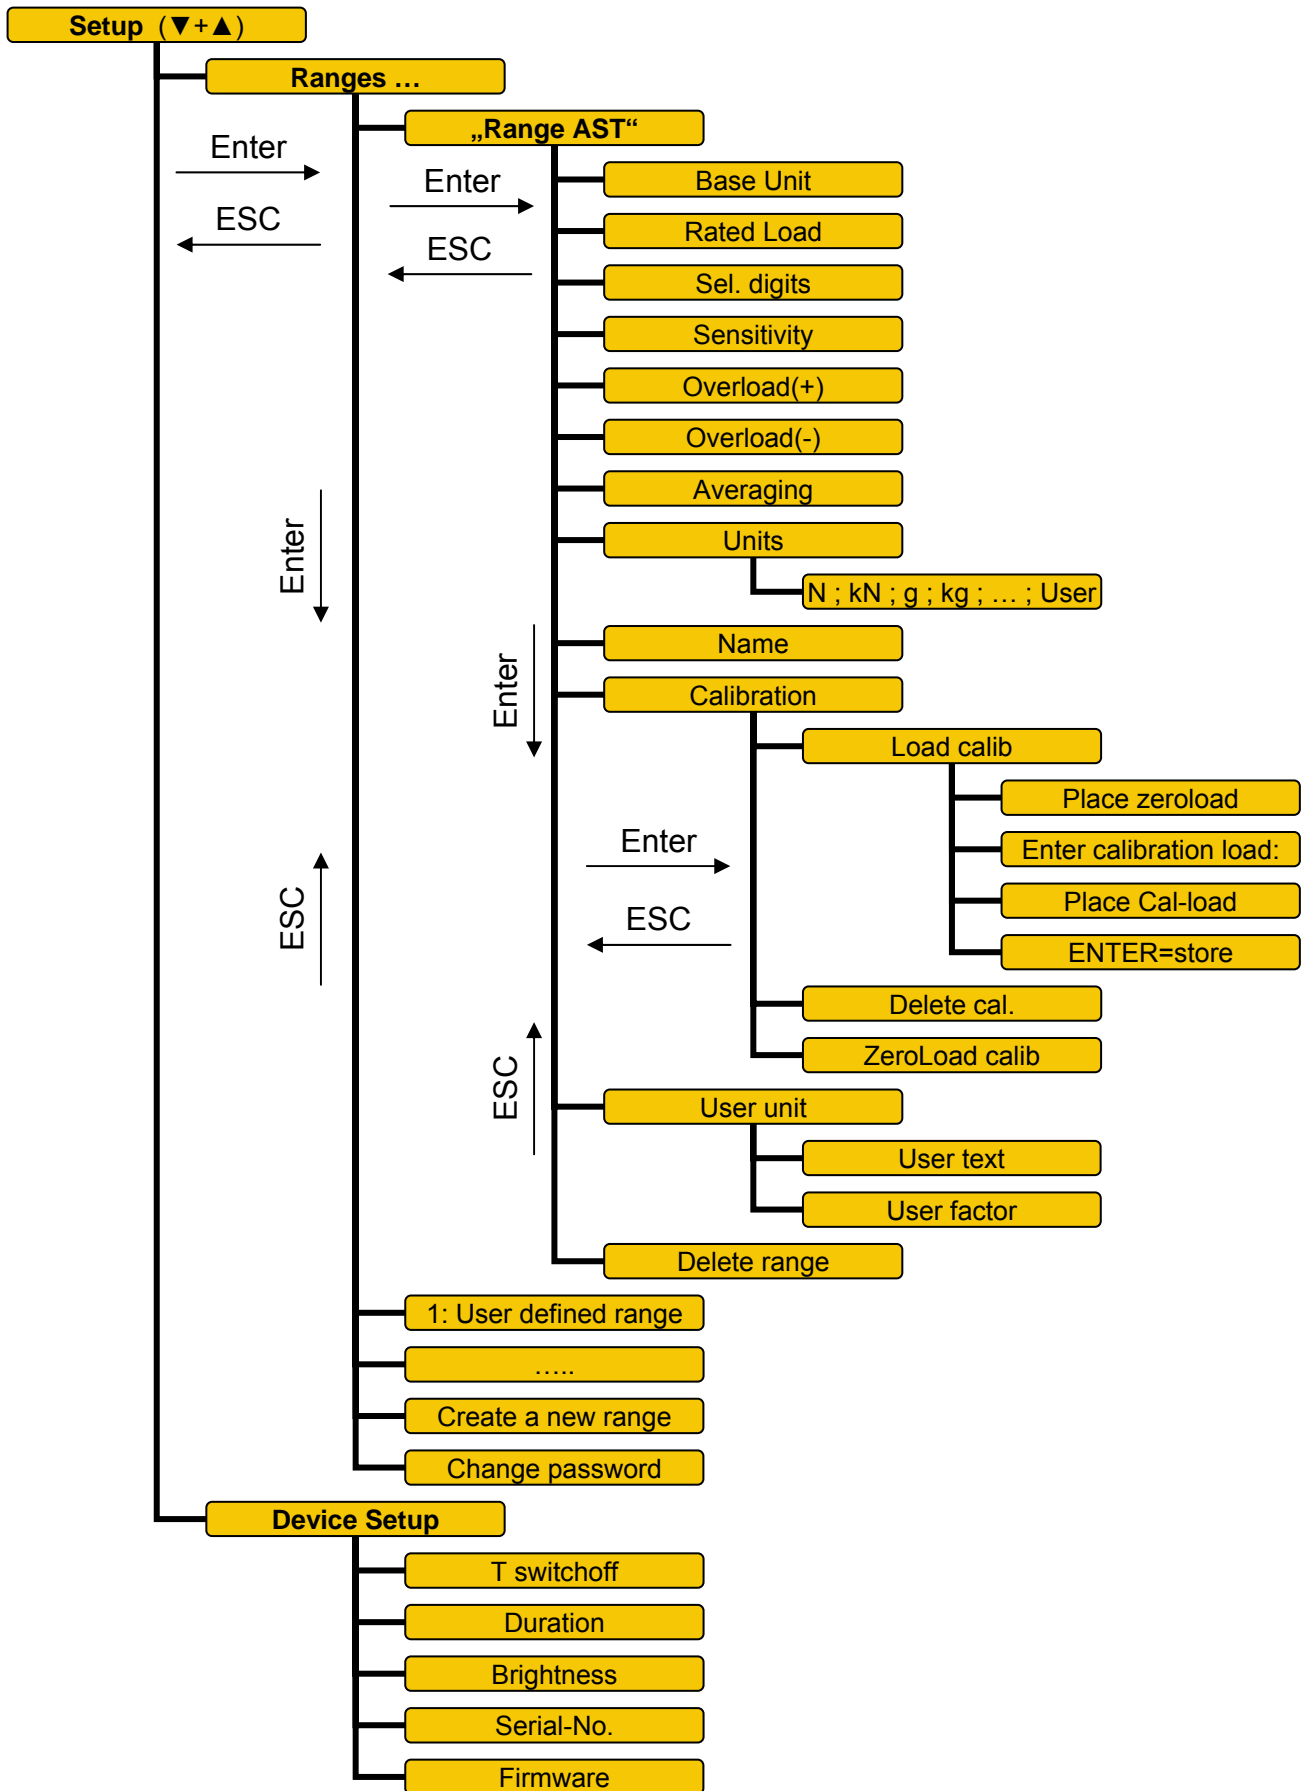 Setup (▼+▲)
Ranges …
„Range AST“
Enter
ESC
Enter
ESC
Base Unit
Rated Load
Sel. digits
Sensitivity
Overload(+)
Overload(-)
Averaging
Units
N ; kN ; g ; kg ; … ; User
Enter
Enter
Name
Calibration
Load calib
Place zeroload
Enter calibration load:
Place Cal-load
ENTER=store
Enter
ESC
ESC
Delete cal.
ZeroLoad calib
ESC
User unit
User text
User factor
Delete range
1: User defined range
…..
Create a new range
Change password
Device Setup
T switchoff
Duration
Brightness
Serial-No.
Firmware